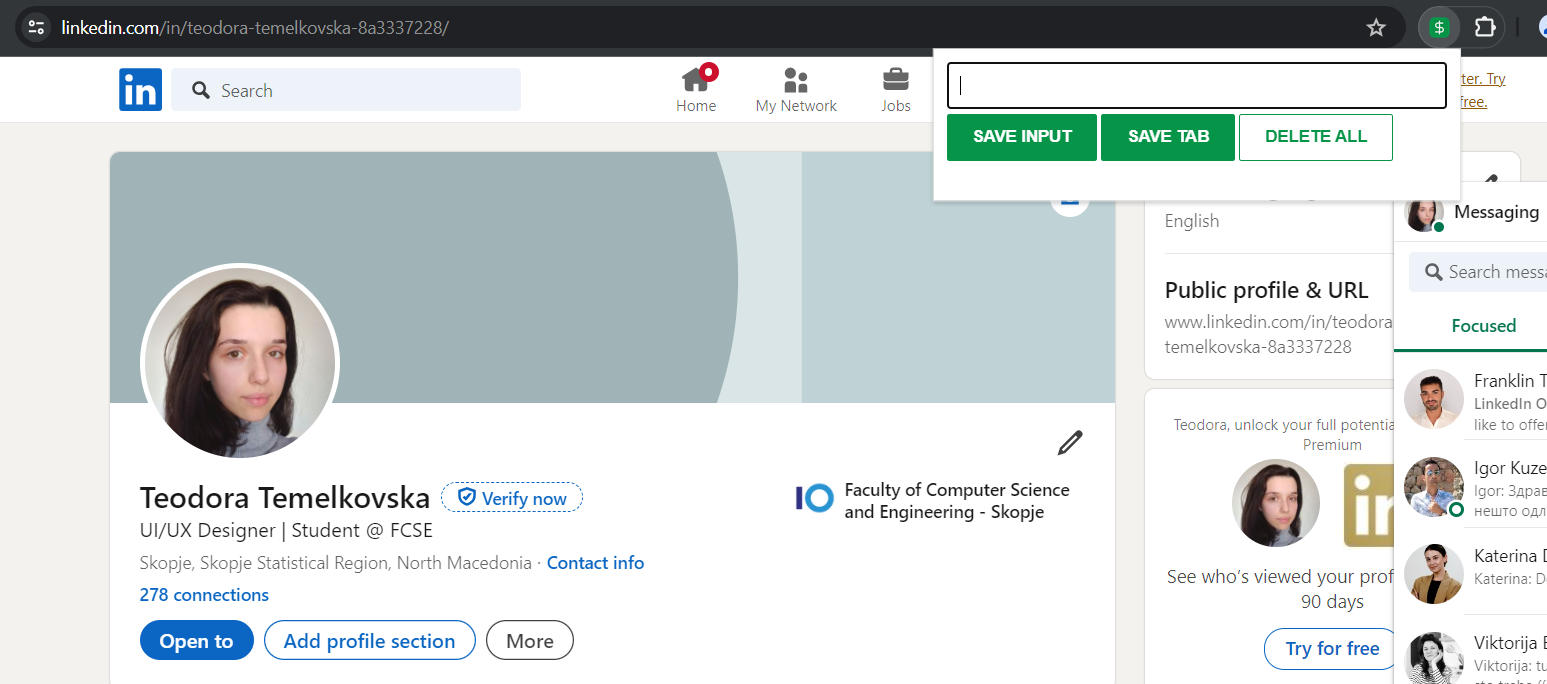 linkedin.com/in/teodora-temelkovska-8a3337228/
$
in
Search
Home
My Network
Jobs
ter. Try
free.
SAVE INPUT
SAVE TAB
DELETE ALL
English
Public profile & URL
www.linkedin.com/in/teodora
temelkovska-8a3337228
Teodora, unlock your full potentia
Premium
in
See who's viewed your prof
90 days
Try for free
Teodora Temelkovska
Verify now
UI/UX Designer | Student @ FCSE
Skopje, Skopje Statistical Region, North Macedonia · Contact info
278 connections
Open to
Add profile section
More
Faculty of Computer Science
and Engineering - Skopje
Messaging
Search messa
Focused
Franklin T
LinkedIn O
like to offe
Igor Kuze
Igor: Здрав
нешто одл
Katerina D
Katerina: D
Viktorija
Viktorija: tu